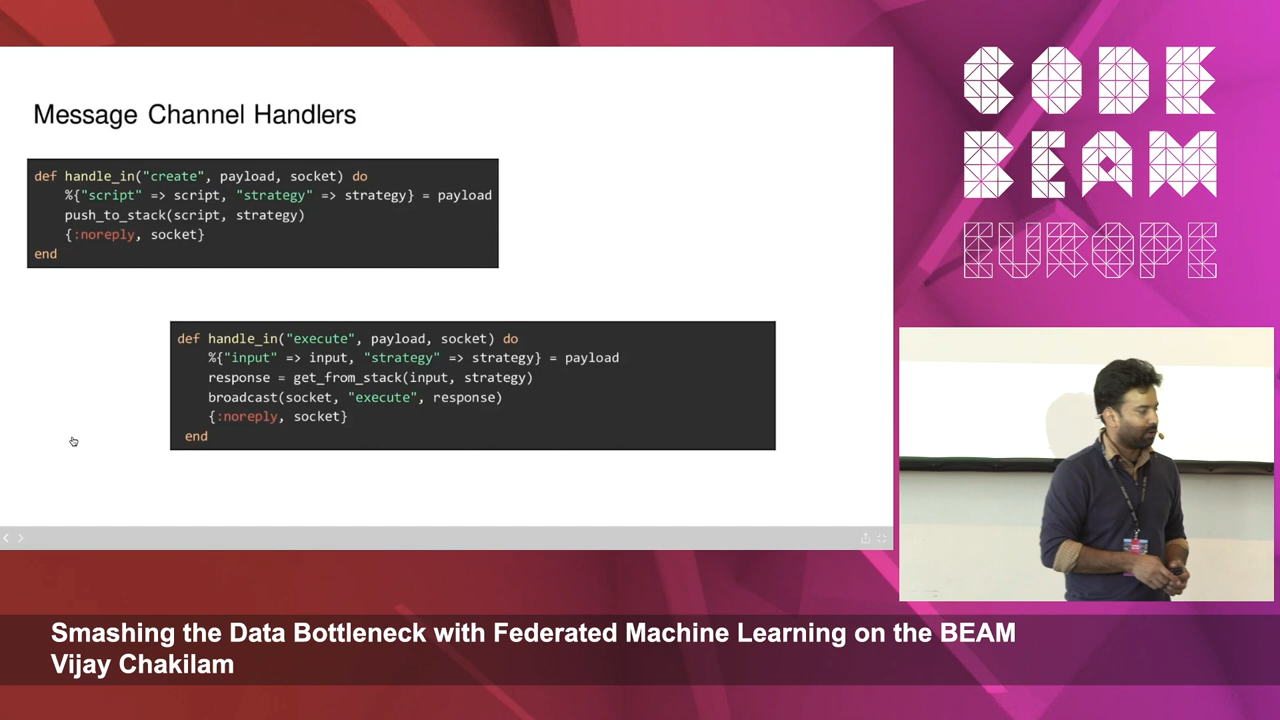 Message Channel Handlers
def handle_in("create", payload, socket) do
%{"script" => script, "strategy" => strategy} = payload
push_to_stack(script, strategy)
{:noreply, socket}
end
def handle_in("execute", payload, socket) do
%{"input" => input, "strategy" => strategy} = payload
response = get_from_stack(input, strategy)
broadcast(socket, "execute", response)
{:noreply, socket}
end
CODE
BEAM
EUROPE
Smashing the Data Bottleneck with Federated Machine Learning on the BEAM
Vijay Chakilam